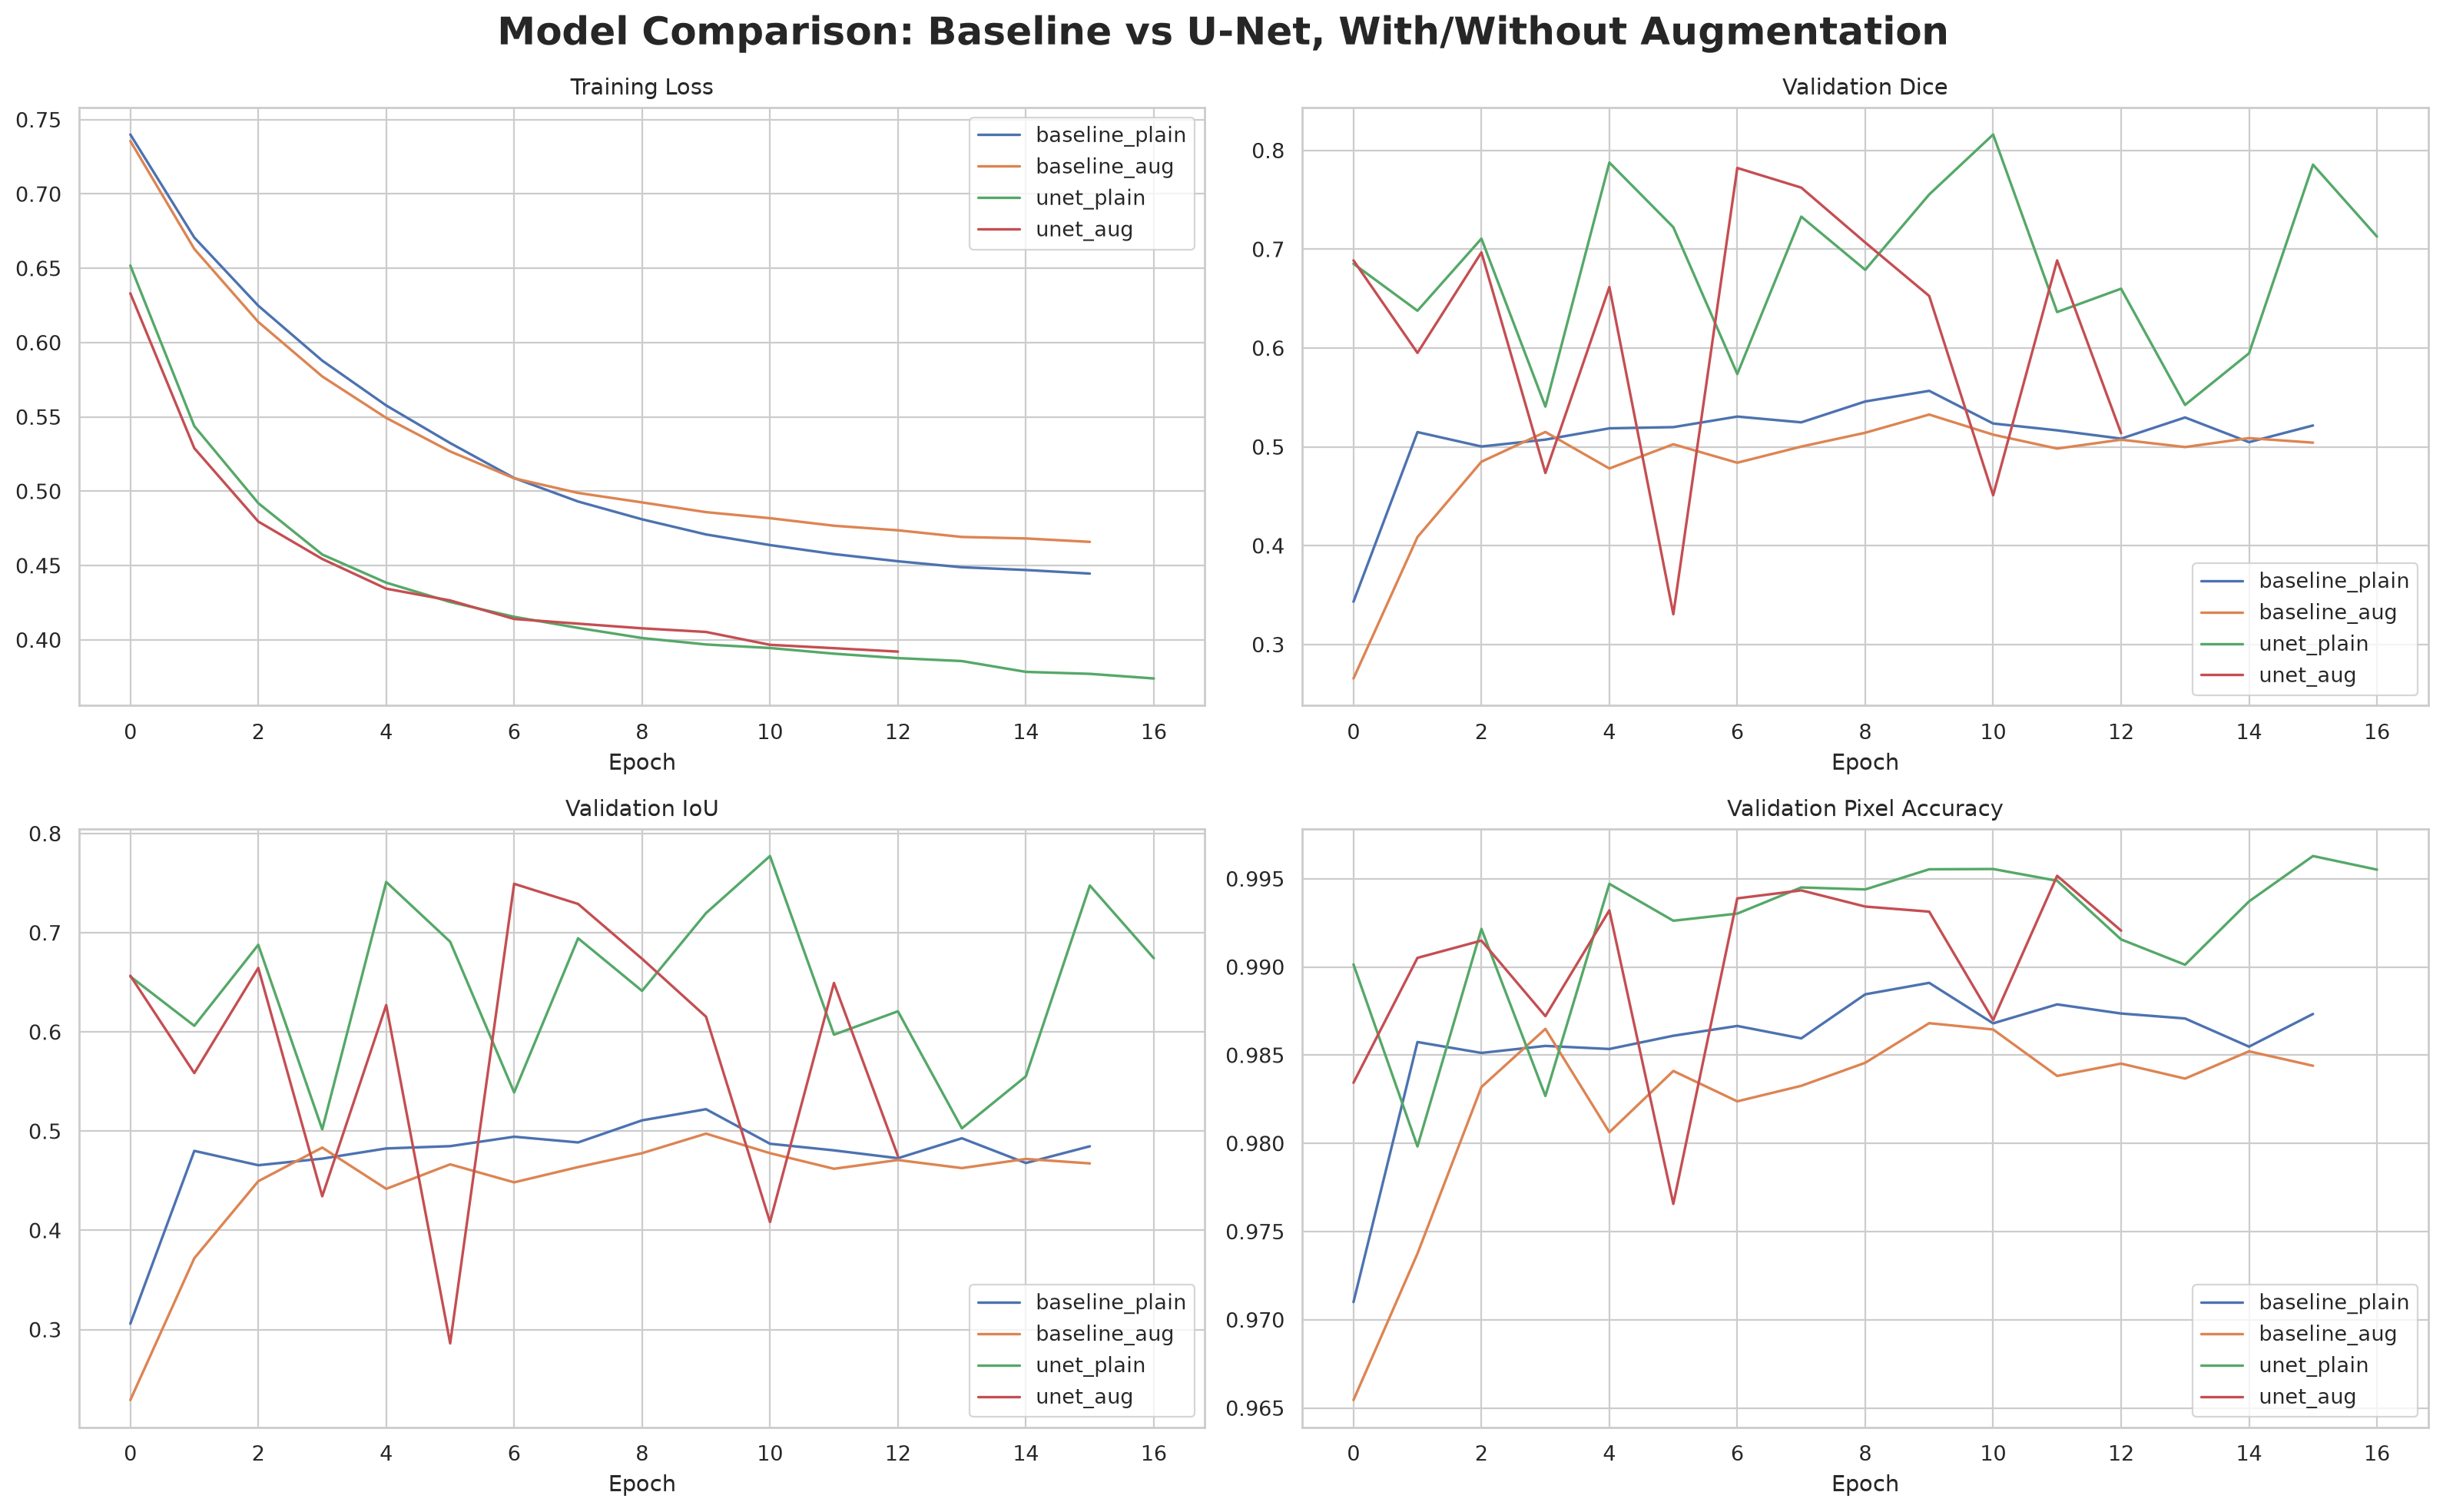 Model Comparison: Baseline vs U-Net, With/Without Augmentation
Training Loss
0.75
0.70
0.65
0.60
0.55
0.50
0.45
0.40
0 2 4 6 8 10 12 14 16
Epoch
baseline_plain
baseline_aug
unet_plain
unet_aug
Validation Dice
0.8
0.7
0.6
0.5
0.4
0.3
0 2 4 6 8 10 12 14 16
Epoch
baseline_plain
baseline_aug
unet_plain
unet_aug
Validation IoU
0.8
0.7
0.6
0.5
0.4
0.3
0 2 4 6 8 10 12 14 16
Epoch
baseline_plain
baseline_aug
unet_plain
unet_aug
Validation Pixel Accuracy
0.995
0.990
0.985
0.980
0.975
0.970
0.965
0 2 4 6 8 10 12 14 16
Epoch
baseline_plain
baseline_aug
unet_plain
unet_aug